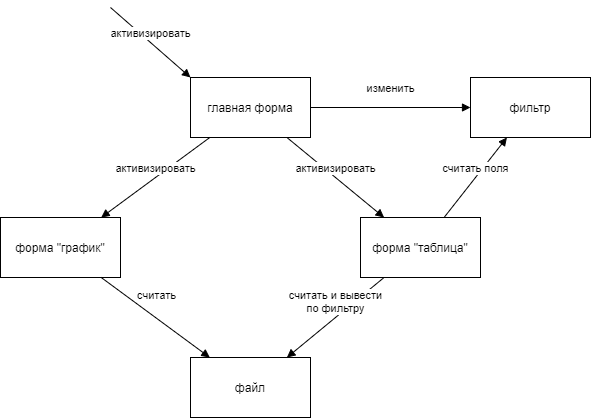 активизировать
изменить
главная форма
фильтр
активизировать
активизировать
считать поля
форма "график"
форма "таблица"
считать
считать и вывести
по фильтру
файл